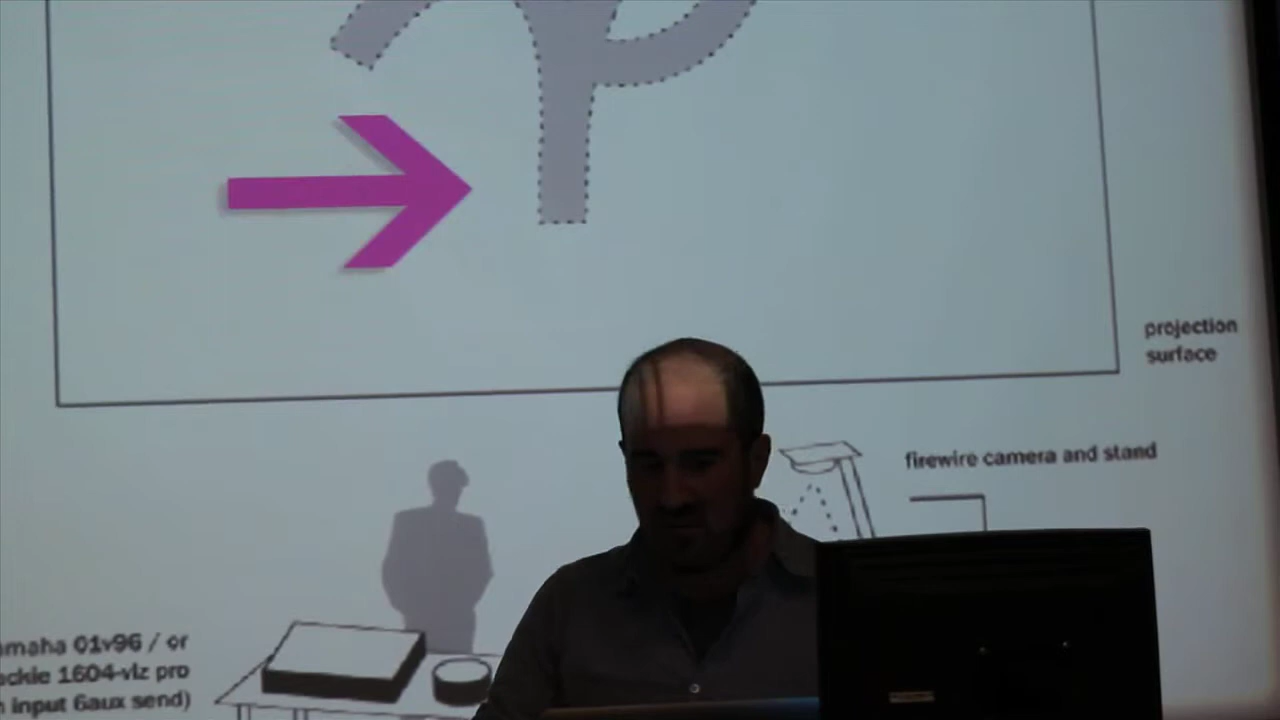 projection
surface
firewire camera and stand
amaha 01v96 / or
ackie 1604-vlz pro
input 6aux send)